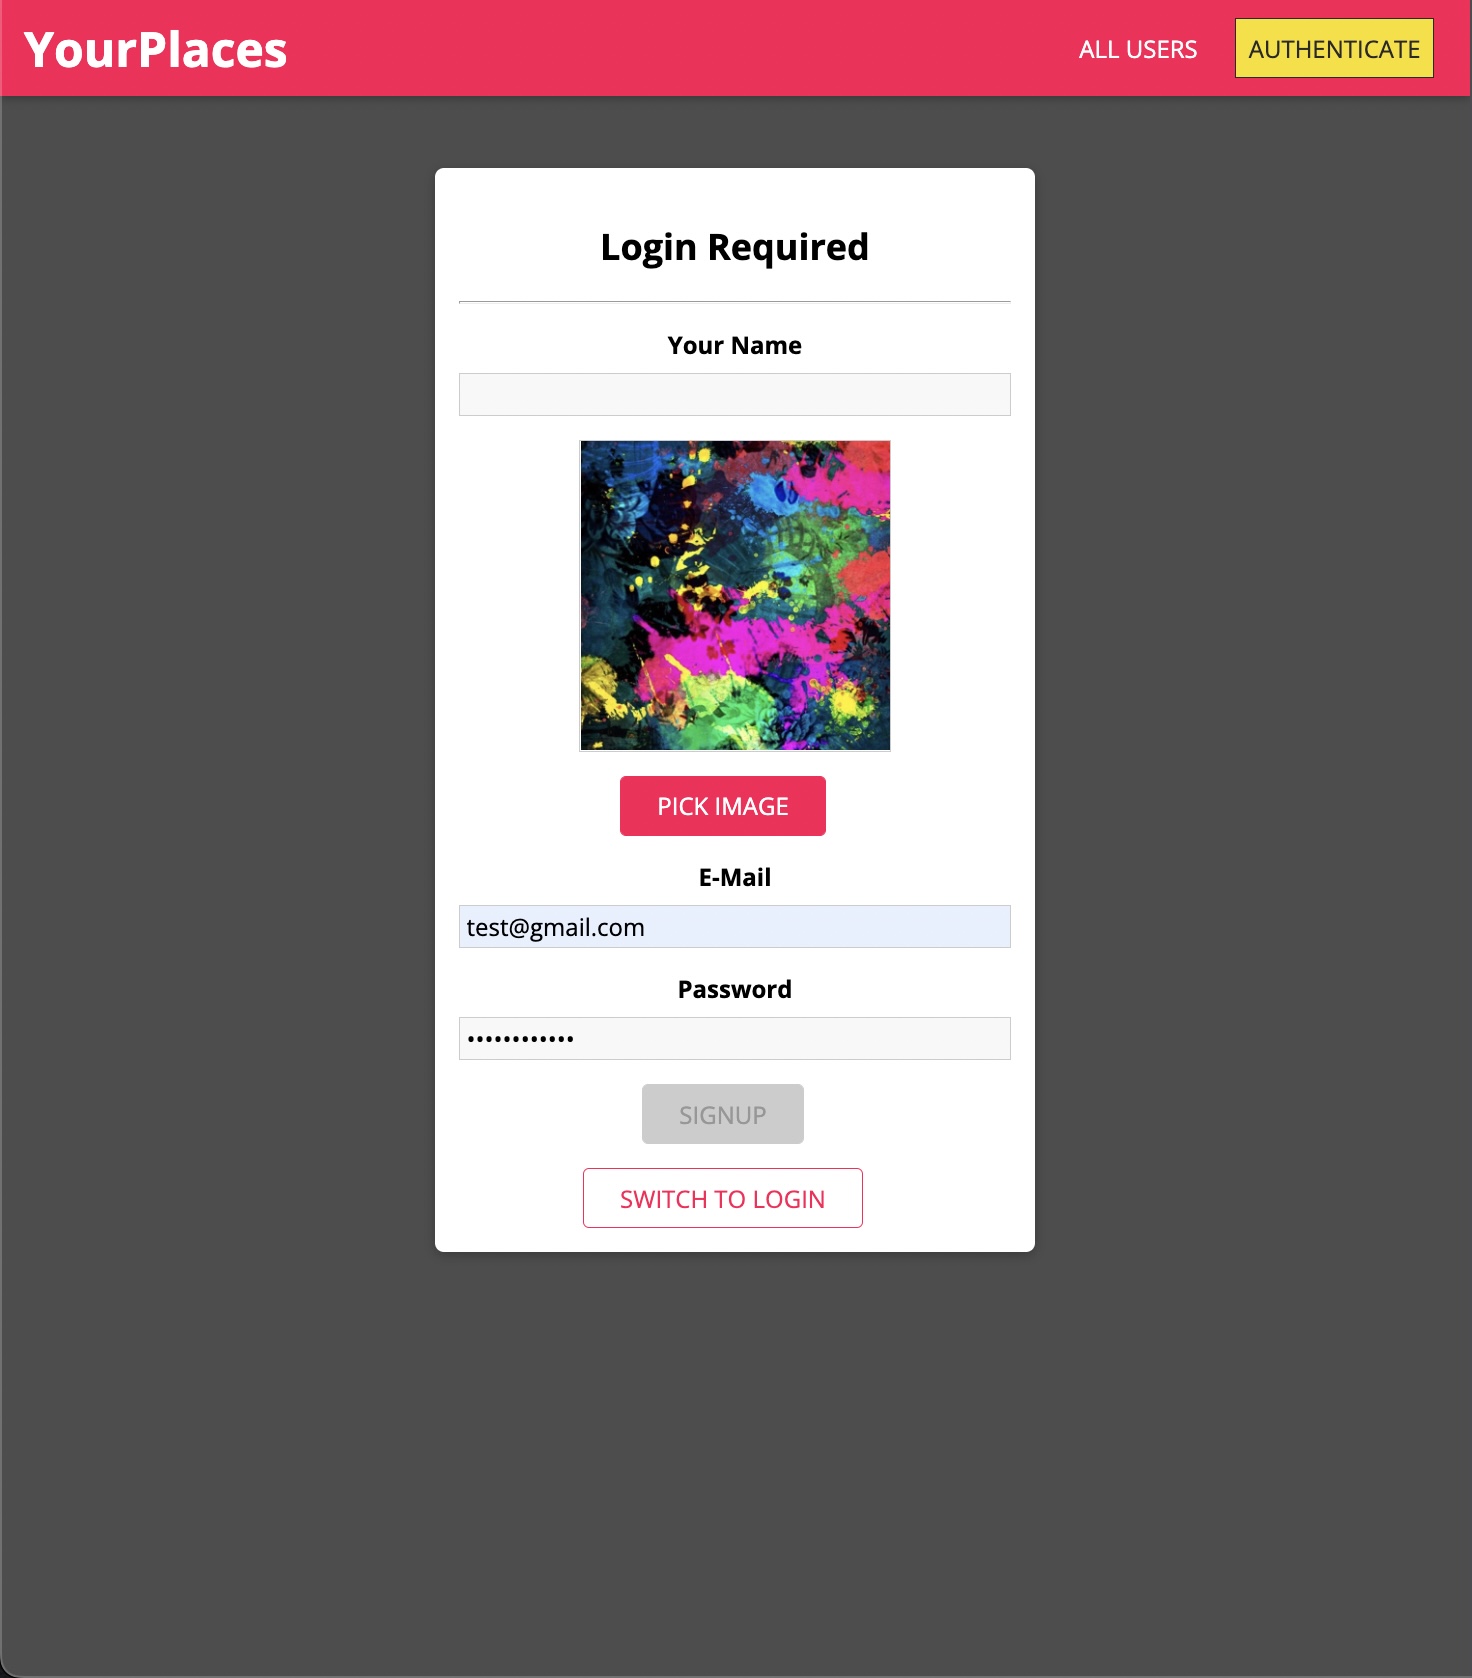 YourPlaces
ALL USERS
AUTHENTICATE
Login Required
Your Name
PICK IMAGE
E-Mail
test@gmail.com
Password
••••••••••••
SIGNUP
SWITCH TO LOGIN